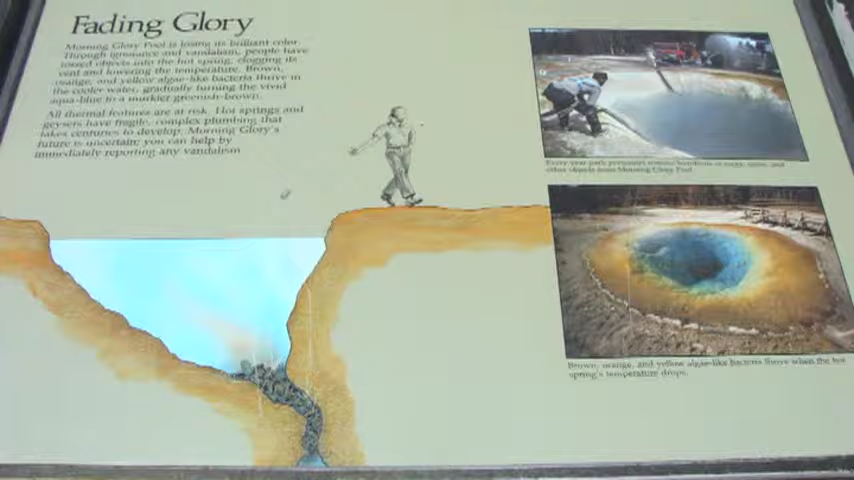 Fading Glory
Morning Glory Pool is losing its brilliant color.
Through ignorance and vandalism, people have
tossed objects into the hot spring, clogging its
vent and lowering the temperature. Brown,
orange, and yellow algae-like bacteria thrive in
the cooler water, gradually turning the vivid
aqua-blue to a murkier greenish-brown.
All thermal features are at risk. Hot springs and
geysers have fragile, complex plumbing that
takes centuries to develop. Morning Glory's
future is uncertain; you can help by
immediately reporting any vandalism
Every year park personnel remove hundreds of and
other objects from Morning Glory Pool.
Brown, orange, and yellow algae-like bacteria thrive when the hot
spring's temperature drops.